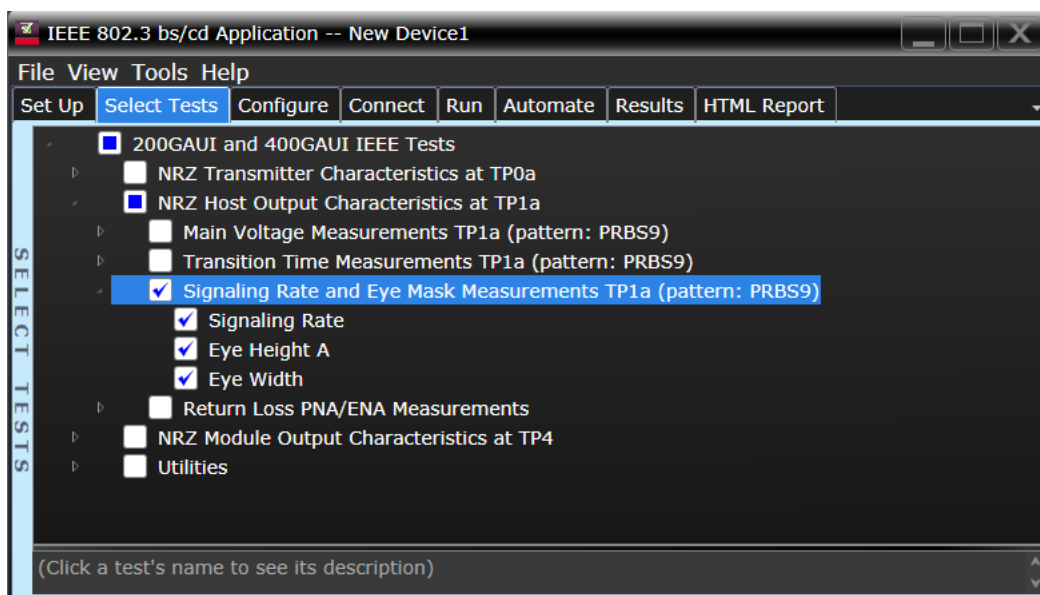 IEEE 802.3 bs/cd Application -- New Device1
File View Tools Help
Set Up Select Tests Configure Connect Run Automate Results HTML Report
200GAUI and 400GAUI IEEE Tests
NRZ Transmitter Characteristics at TP0a
NRZ Host Output Characteristics at TP1a
Main Voltage Measurements TP1a (pattern: PRBS9)
Transition Time Measurements TP1a (pattern: PRBS9)
Signaling Rate and Eye Mask Measurements TP1a (pattern: PRBS9)
Signaling Rate
Eye Height A
Eye Width
Return Loss PNA/ENA Measurements
NRZ Module Output Characteristics at TP4
Utilities
SELECT TESTS
(Click a test's name to see its description)